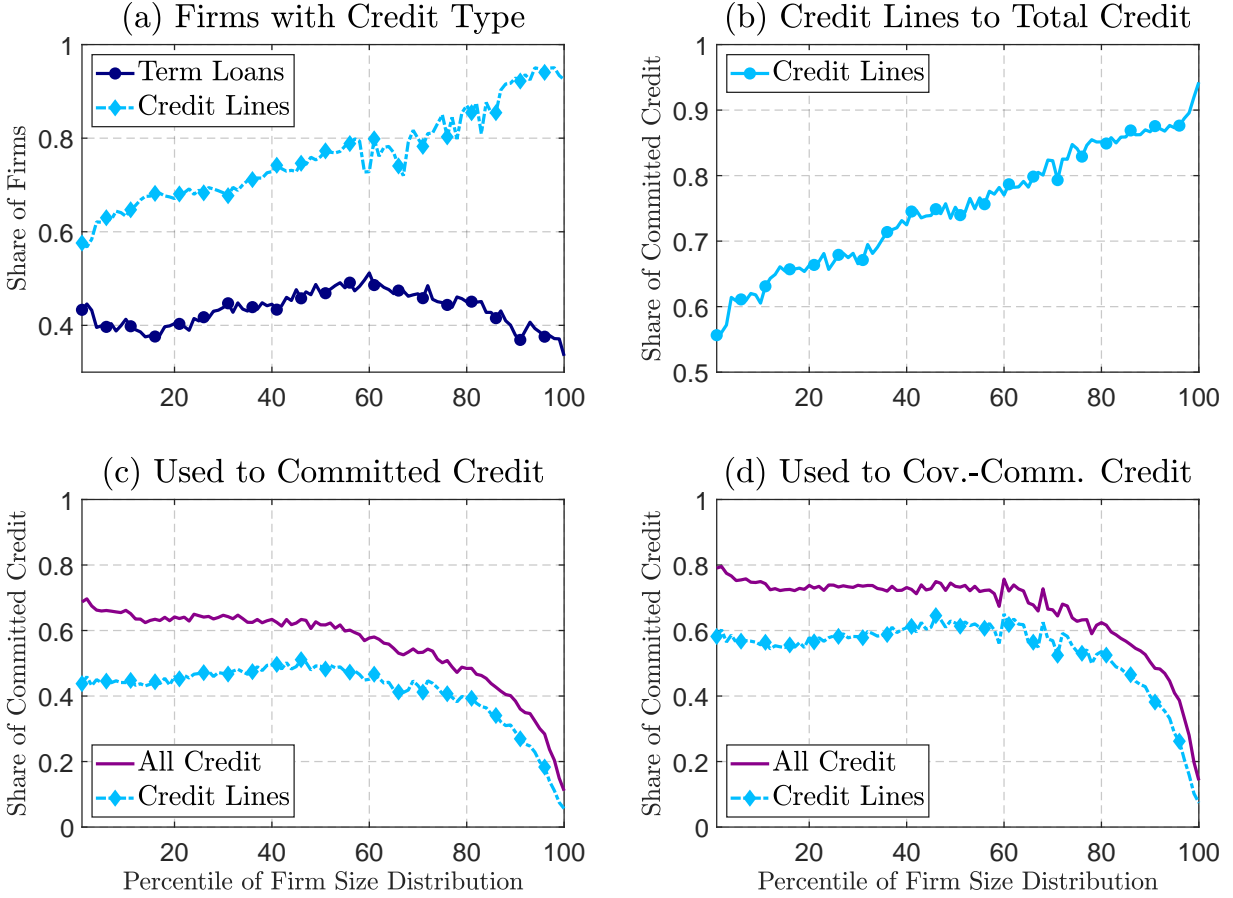 (a) Firms with Credit Type
1
0.8
0.6
0.4
Share of Firms
Term Loans
Credit Lines
20 40 60 80 100
(b) Credit Lines to Total Credit
1
0.9
0.8
0.7
0.6
0.5
Share of Committed Credit
Credit Lines
20 40 60 80 100
(c) Used to Committed Credit
1
0.8
0.6
0.4
0.2
0
Share of Committed Credit
All Credit
Credit Lines
20 40 60 80 100
Percentile of Firm Size Distribution
(d) Used to Cov.-Comm. Credit
1
0.8
0.6
0.4
0.2
0
Share of Committed Credit
All Credit
Credit Lines
20 40 60 80 100
Percentile of Firm Size Distribution